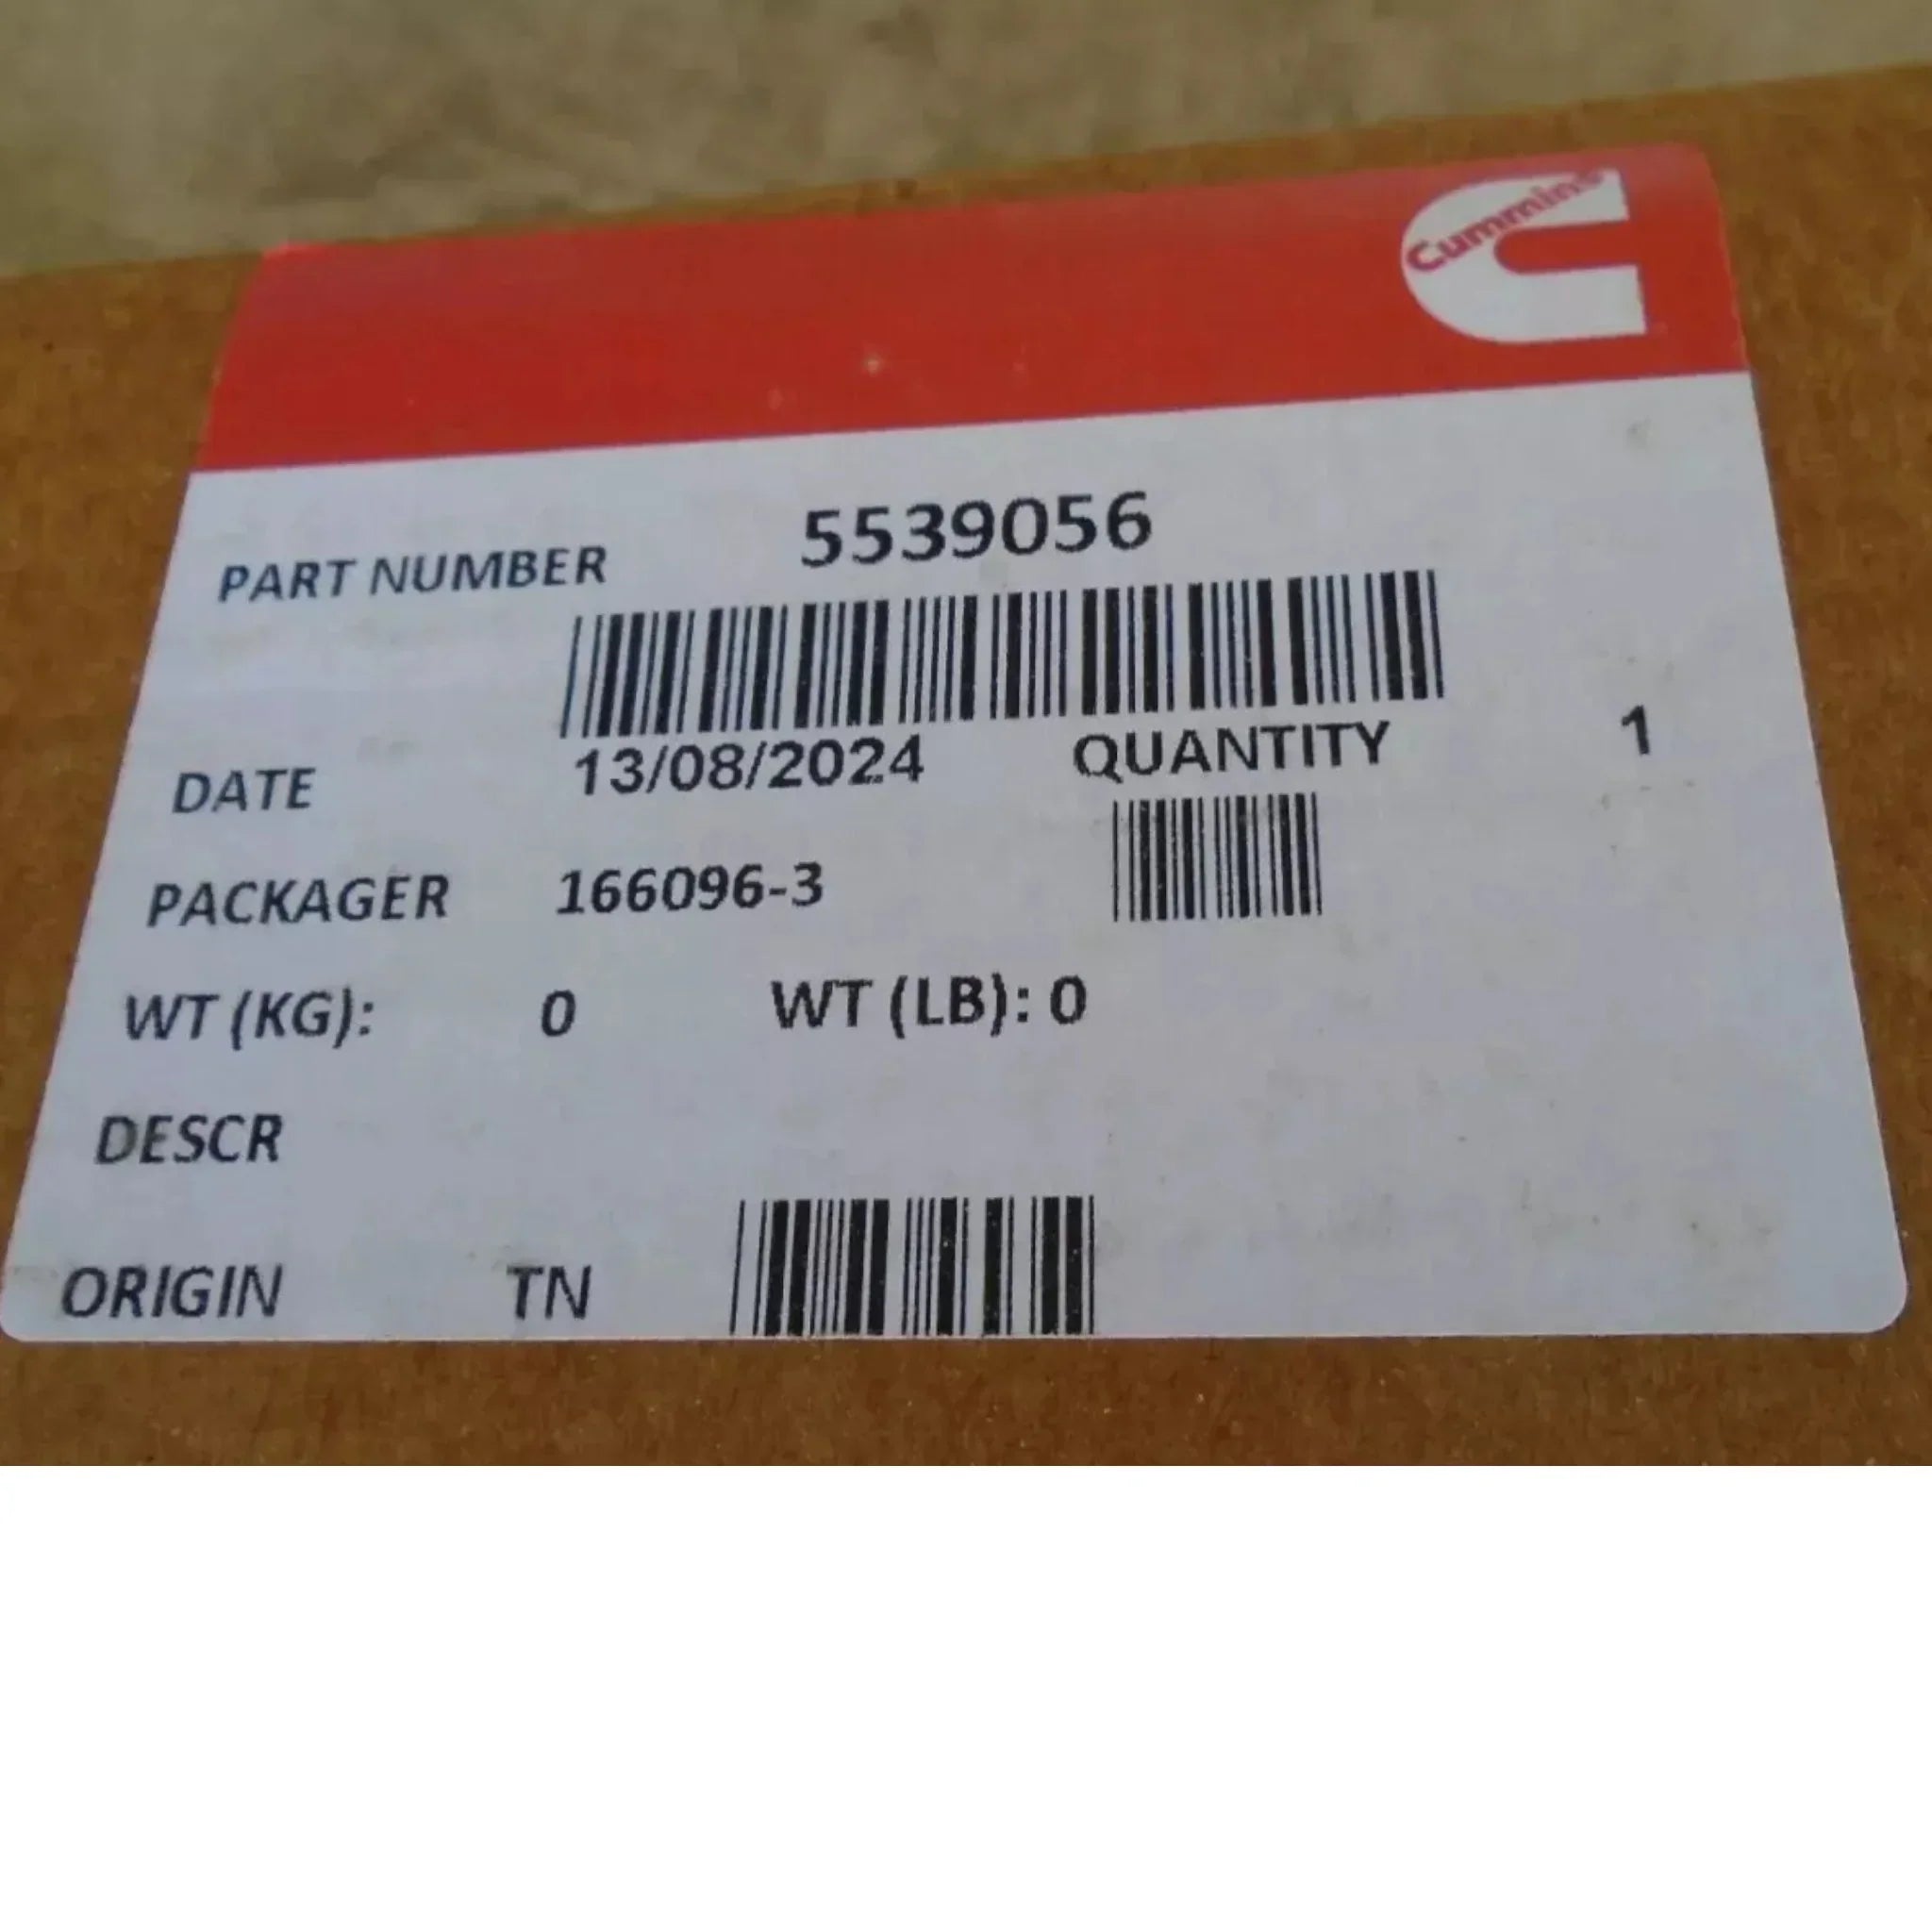 Cummins
PART NUMBER 5539056
DATE 13/08/2024 QUANTITY 1
PACKAGER 166096-3
WT (KG): 0 WT (LB): 0
DESCR
ORIGIN TN